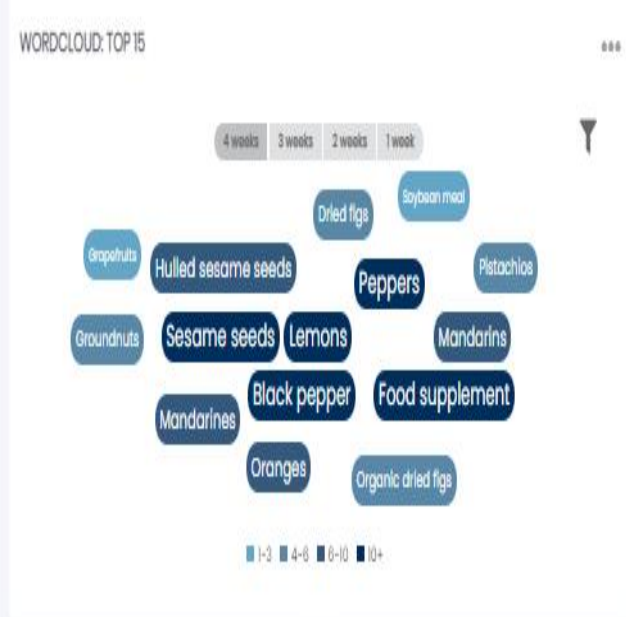 WORDCLOUD: TOP 15
4 weeks 3 weeks 2 weeks 1 week
Soybean meal
Dried figs
Grapefruits
Hulled sesame seeds
Pistachios
Peppers
Groundnuts
Sesame seeds
Lemons
Mandarins
Black pepper
Food supplement
Mandarines
Oranges
Organic dried figs
1-3 4-6 6-10 10+